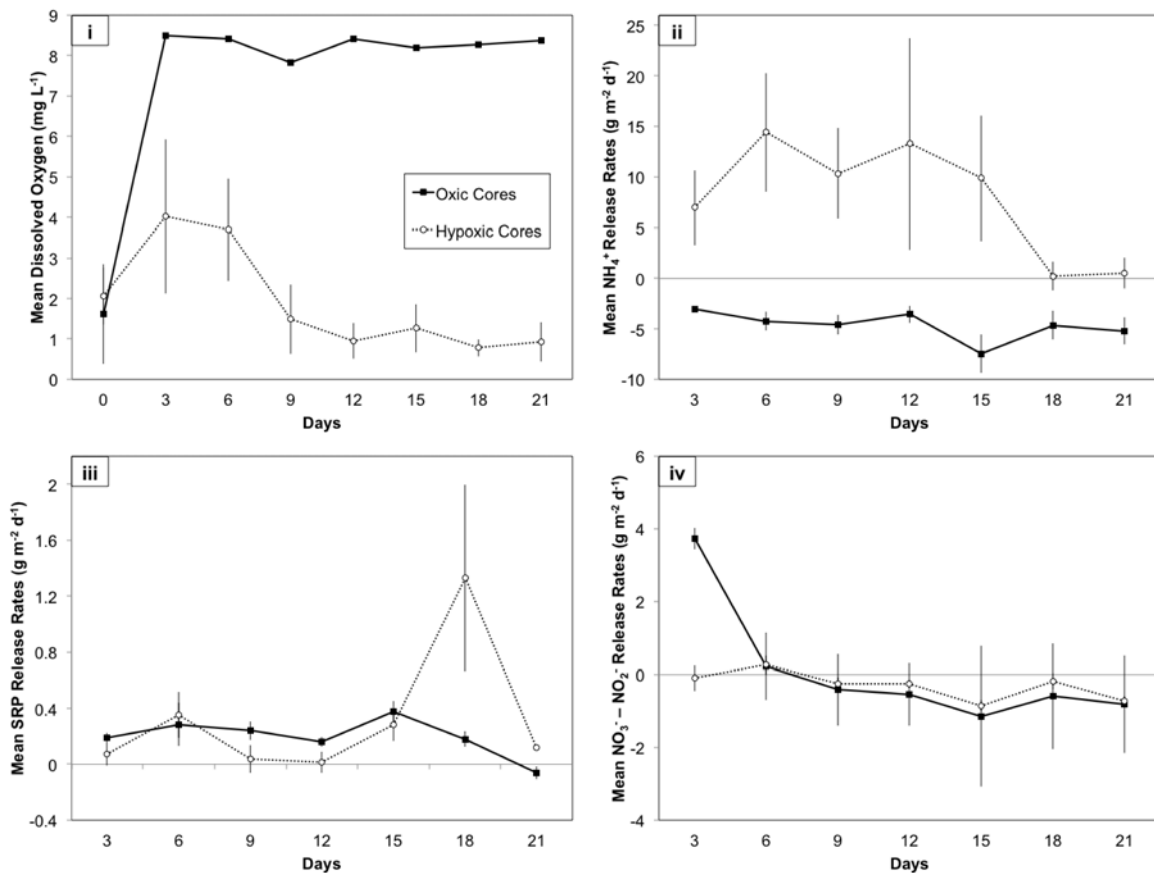 i
Mean Dissolved Oxygen (mg L-1)
9
8
7
6
5
4
3
2
1
0
Oxic Cores
Hypoxic Cores
0 3 6 9 12 15 18 21
Days
ii
Mean NH4+ Release Rates (g m-2 d-1)
25
20
15
10
5
0
-5
-10
3 6 9 12 15 18 21
Days
iii
Mean SRP Release Rates (g m-2 d-1)
2
1.6
1.2
0.8
0.4
0
-0.4
3 6 9 12 15 18 21
Days
iv
Mean NO3- – NO2- Release Rates (g m-2 d-1)
6
4
2
0
-2
-4
3 6 9 12 15 18 21
Days